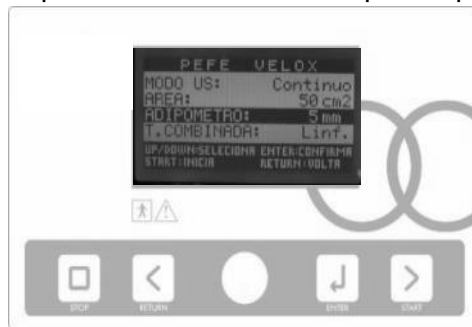 PEFE VELOX
MODO US: Continuo
AREA: 50 cm2
ADIPOMETRO: 5 mm
T.COMBINADA: Linf.
UP/DOWN:SELECIONA ENTER:CONFIRMA
START:INICIA RETURN:VOLTA
STOP
RETURN
ENTER
START